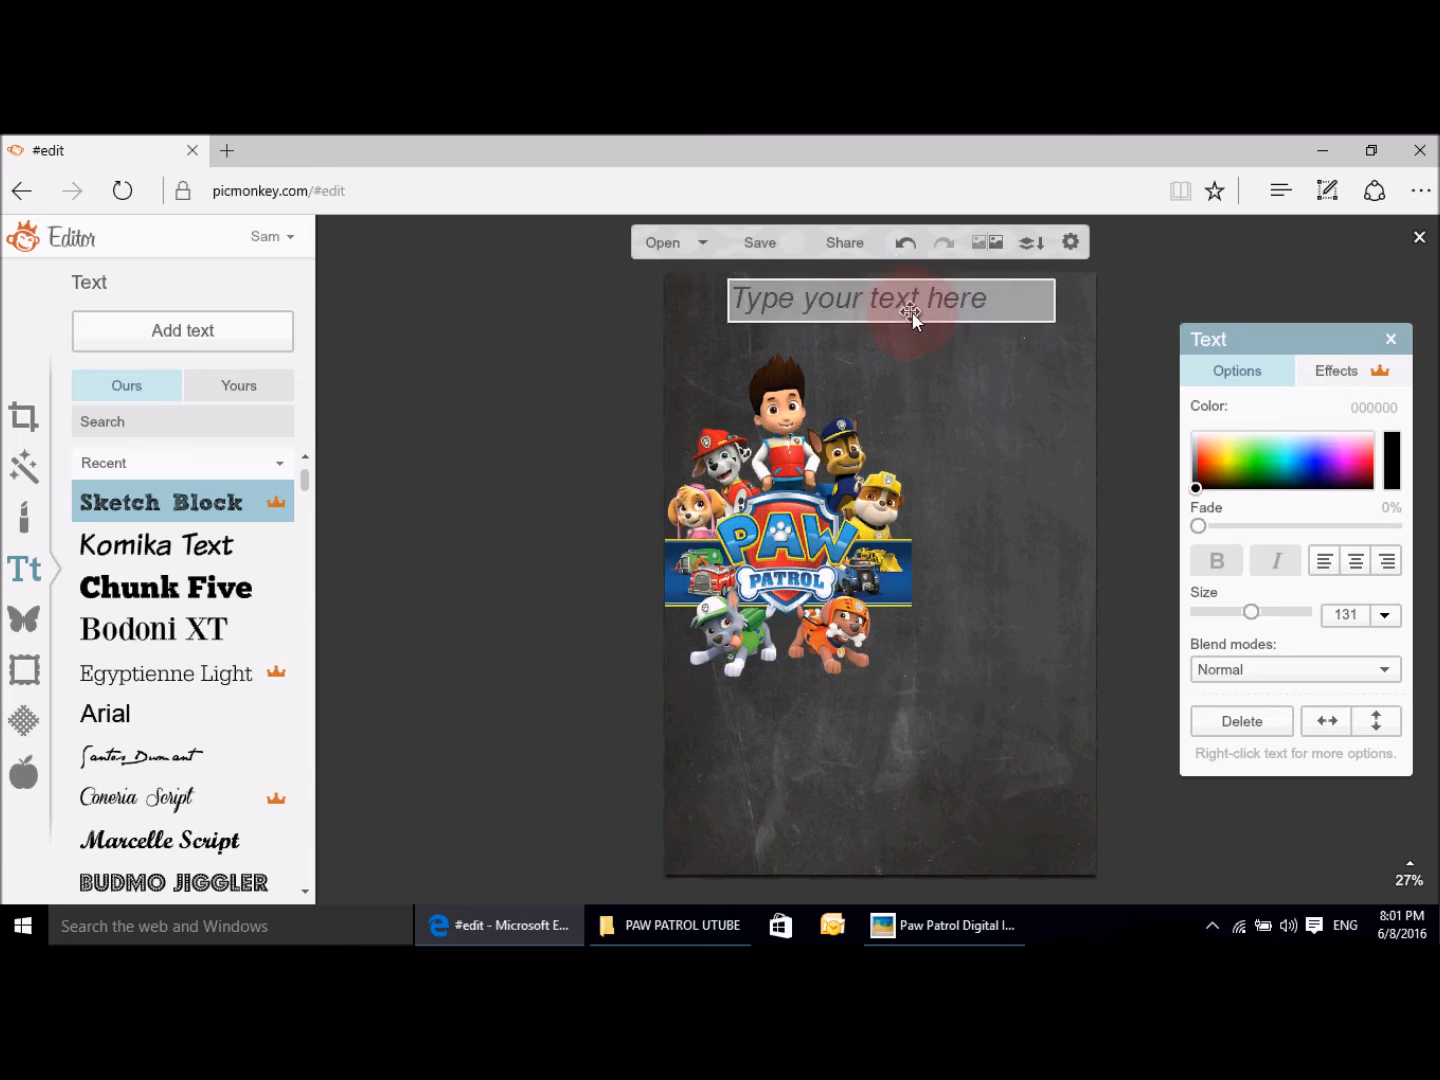 #edit
picmonkey.com/#edit
Editor
Sam
Open
Save
Share
Text
Add text
Ours
Yours
Search
Recent
Sketch Block
Komika Text
Chunk Five
Bodoni XT
Egyptienne Light
Arial
Santos Dumont
Coneria Script
Marcelle Script
BUDMO JIGGLER
Type your text here
PAW
PATROL
Text
Options
Effects
Color:
000000
Fade
0%
B
I
Size
131
Blend modes:
Normal
Delete
Right-click text for more options.
27%
Search the web and Windows
#edit - Microsoft E...
PAW PATROL UTUBE
Paw Patrol Digital I...
ENG
8:01 PM
6/8/2016